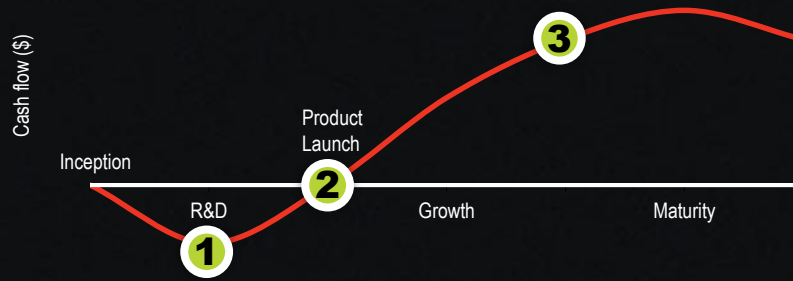 Cash flow ($)
3
Product
Launch
Inception
2
R&D
Growth
Maturity
1